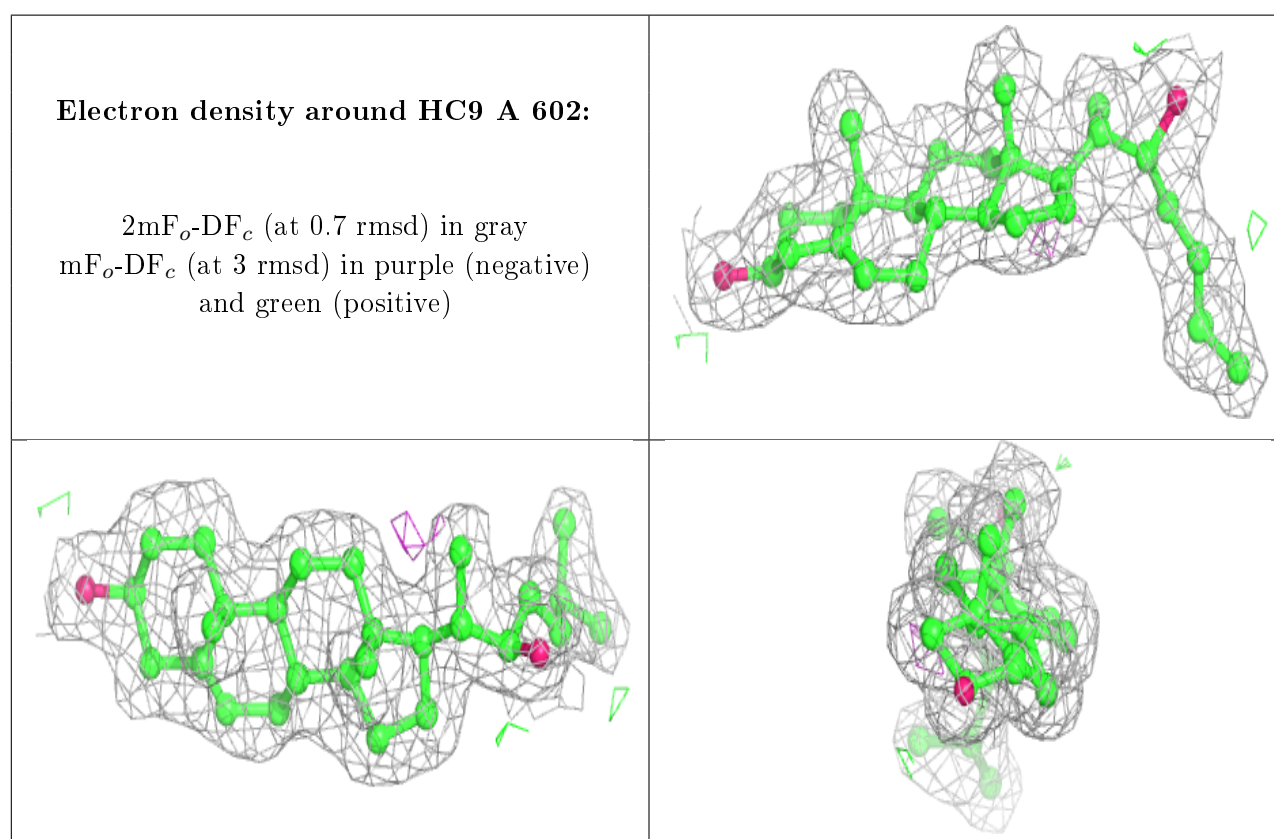 Electron density around HC9 A 602:
2mFo-DFc (at 0.7 rmsd) in gray
mFo-DFc (at 3 rmsd) in purple (negative)
and green (positive)